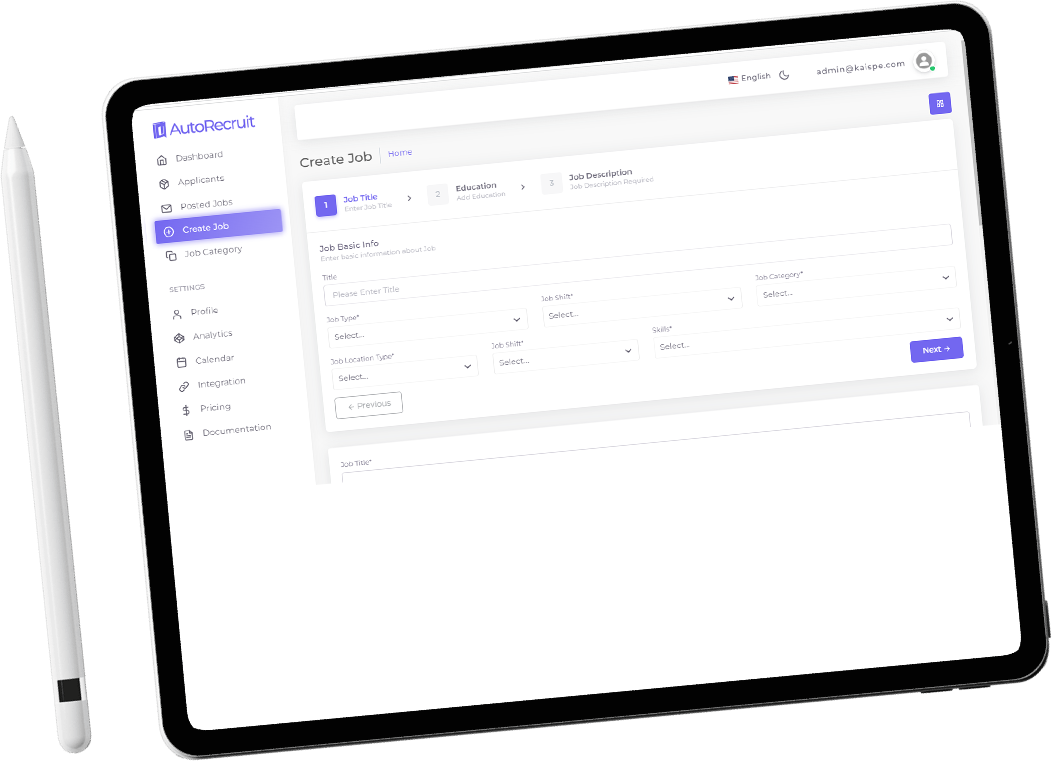 English
admin@kaispe.com
AutoRecruit
Dashboard
Applicants
Posted Jobs
Create Job
Job Category
SETTINGS
Profile
Analytics
Calendar
Integration
Pricing
Documentation
Create Job
Home
1
Job Title
Enter Job Title
2
Education
Add Education
3
Job Description
Job Description Required
Job Basic Info
Enter basic information about Job
Title
Please Enter Title
Job Type*
Select...
Job Shift*
Select...
Job Category*
Select...
Job Location Type*
Select...
Job Shift*
Select...
Skills*
Select...
← Previous
Next →
Job Title*